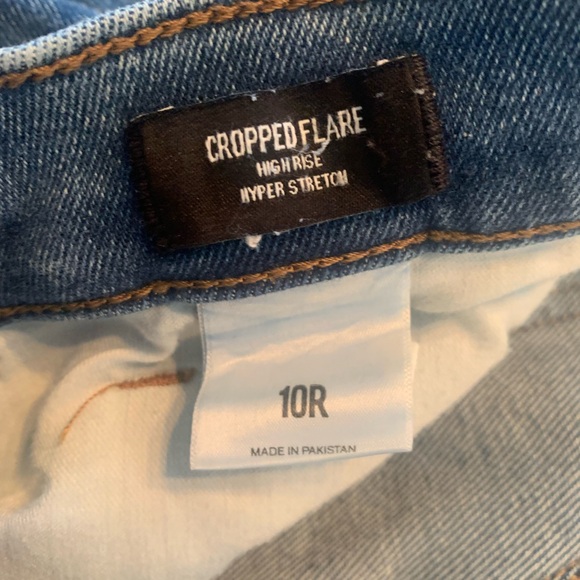 CROPPED FLARE
HIGH RISE
HYPER STRETCH
10R
MADE IN PAKISTAN